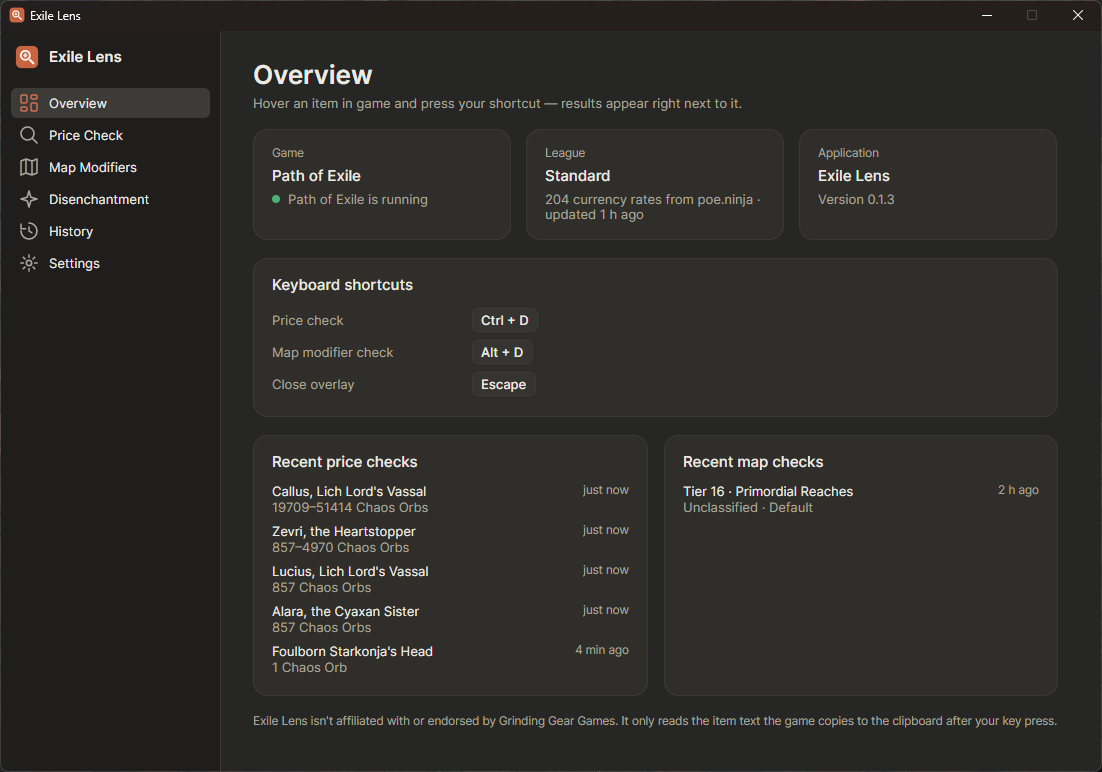 Exile Lens
Exile Lens
Overview
Price Check
Map Modifiers
Disenchantment
History
Settings
Overview
Hover an item in game and press your shortcut — results appear right next to it.
Game
Path of Exile
Path of Exile is running
League
Standard
204 currency rates from poe.ninja ·
updated 1 h ago
Application
Exile Lens
Version 0.1.3
Keyboard shortcuts
Price check Ctrl + D
Map modifier check Alt + D
Close overlay Escape
Recent price checks
Callus, Lich Lord's Vassal just now
19709–51414 Chaos Orbs
Zevri, the Heartstopper just now
857–4970 Chaos Orbs
Lucius, Lich Lord's Vassal just now
857 Chaos Orbs
Alara, the Cyaxan Sister just now
857 Chaos Orbs
Foulborn Starkonja's Head 4 min ago
1 Chaos Orb
Recent map checks
Tier 16 · Primordial Reaches 2 h ago
Unclassified · Default
Exile Lens isn't affiliated with or endorsed by Grinding Gear Games. It only reads the item text the game copies to the clipboard after your key press.